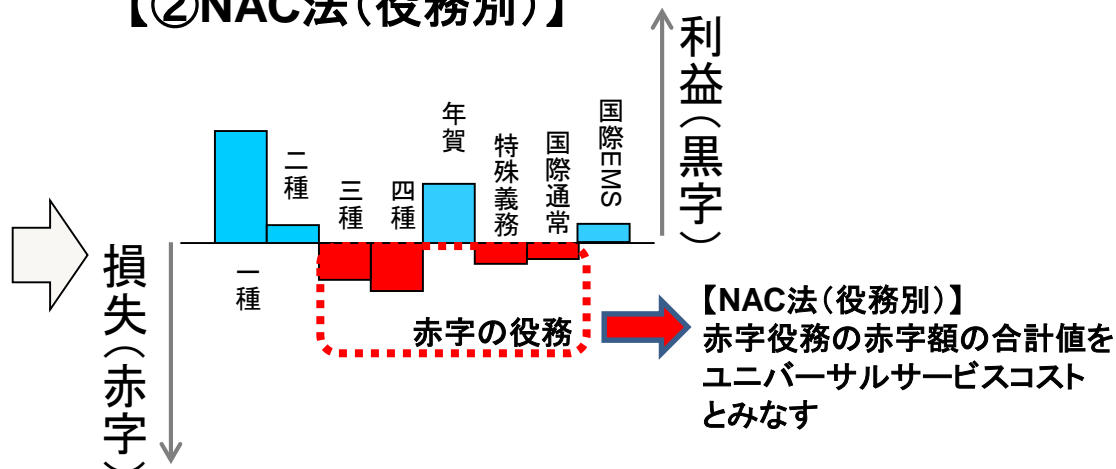 【②NAC法（役務別）】
利益（黒字）
損失（赤字）
一種
二種
三種
四種
年賀
特殊義務
国際通常
国際EMS
赤字の役務
【NAC法（役務別）】
赤字役務の赤字額の合計値を
ユニバーサルサービスコスト
とみなす